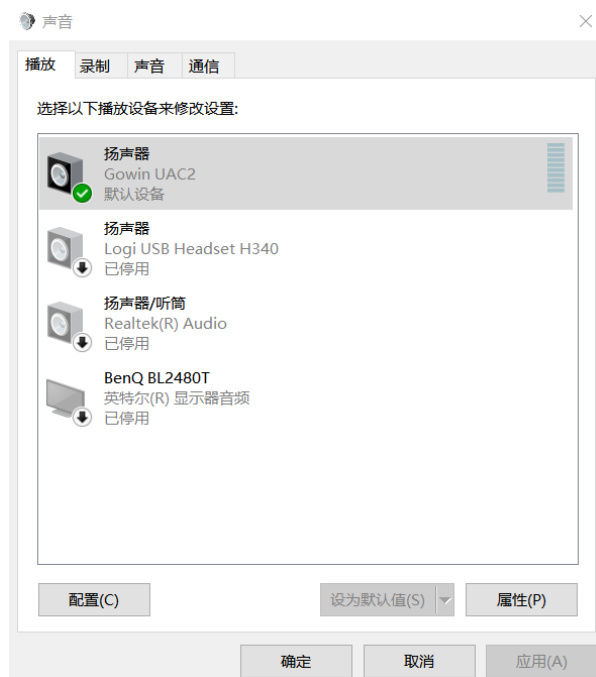 声音
播放
录制
声音
通信
选择以下播放设备来修改设置:
扬声器
Gowin UAC2
默认设备
扬声器
Logi USB Headset H340
已停用
扬声器/听筒
Realtek(R) Audio
已停用
BenQ BL2480T
英特尔(R) 显示器音频
已停用
配置(C)
设为默认值(S)
属性(P)
确定
取消
应用(A)